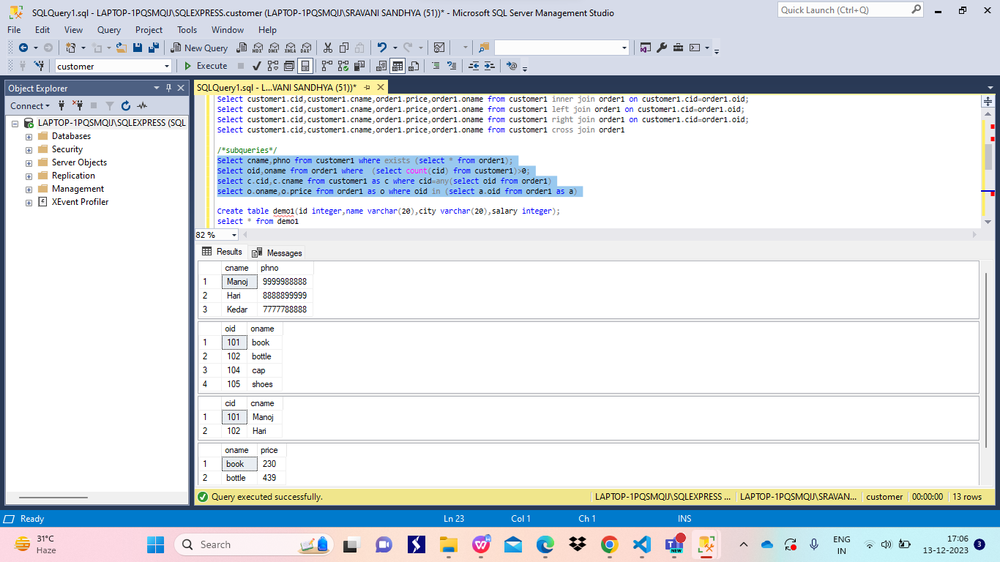 SQLQuery1.sql - LAPTOP-1PQSMQIJ\SQLEXPRESS.customer (LAPTOP-1PQSMQIJ\SRAVANI SANDHYA (51))* - Microsoft SQL Server Management Studio
Quick Launch (Ctrl+Q)
File Edit View Query Project Tools Window Help
New Query MDX DMX XMLA DAX
customer Execute
Object Explorer
SQLQuery1.sql - L...VANI SANDHYA (51))*
Connect
LAPTOP-1PQSMQIJ\SQLEXPRESS (SQL
Databases
Security
Server Objects
Replication
Management
XEvent Profiler
Select customer1.cid,customer1.cname,order1.price,order1.oname from customer1 inner join order1 on customer1.cid=order1.oid;
Select customer1.cid,customer1.cname,order1.price,order1.oname from customer1 left join order1 on customer1.cid=order1.oid;
Select customer1.cid,customer1.cname,order1.price,order1.oname from customer1 right join order1 on customer1.cid=order1.oid;
Select customer1.cid,customer1.cname,order1.price,order1.oname from customer1 cross join order1
/*subqueries*/
Select cname,phno from customer1 where exists (select * from order1);
Select oid,oname from order1 where  (select count(cid) from customer1)>0;
select c.cid,c.cname from customer1 as c where cid=any(select oid from order1)
select o.oname,o.price from order1 as o where oid in (select a.oid from order1 as a)
Create table demo1(id integer,name varchar(20),city varchar(20),salary integer);
select * from demo1
82 %
Results Messages
cname phno
1 Manoj 9999988888
2 Hari 8888899999
3 Kedar 7777788888
oid oname
1 101 book
2 102 bottle
3 104 cap
4 105 shoes
cid cname
1 101 Manoj
2 102 Hari
oname price
1 book 230
2 bottle 439
Query executed successfully. LAPTOP-1PQSMQIJ\SQLEXPRESS ... LAPTOP-1PQSMQIJ\SRAVAN... customer 00:00:00 13 rows
Ready Ln 23 Col 1 Ch 1 INS
31°C
Haze
Search
NEW
ENG
IN
17:06
13-12-2023
3